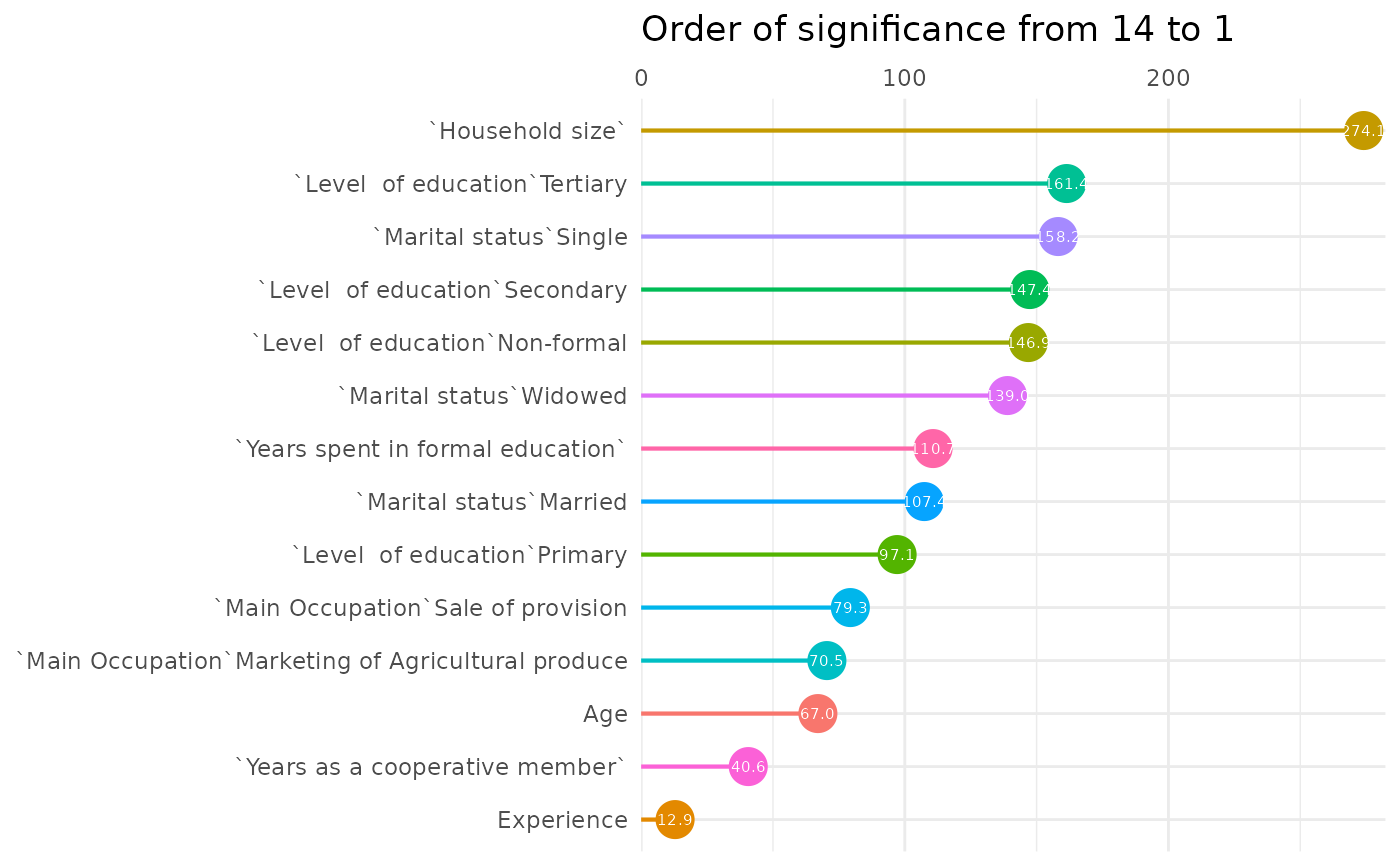 Order of significance from 14 to 1
0 100 200
`Household size` 274.1
`Level  of education`Tertiary 161.4
`Marital status`Single 158.2
`Level  of education`Secondary 147.4
`Level  of education`Non-formal 146.9
`Marital status`Widowed 139.0
`Years spent in formal education` 110.7
`Marital status`Married 107.4
`Level  of education`Primary 97.1
`Main Occupation`Sale of provision 79.3
`Main Occupation`Marketing of Agricultural produce 70.5
Age 67.0
`Years as a cooperative member` 40.6
Experience 12.9